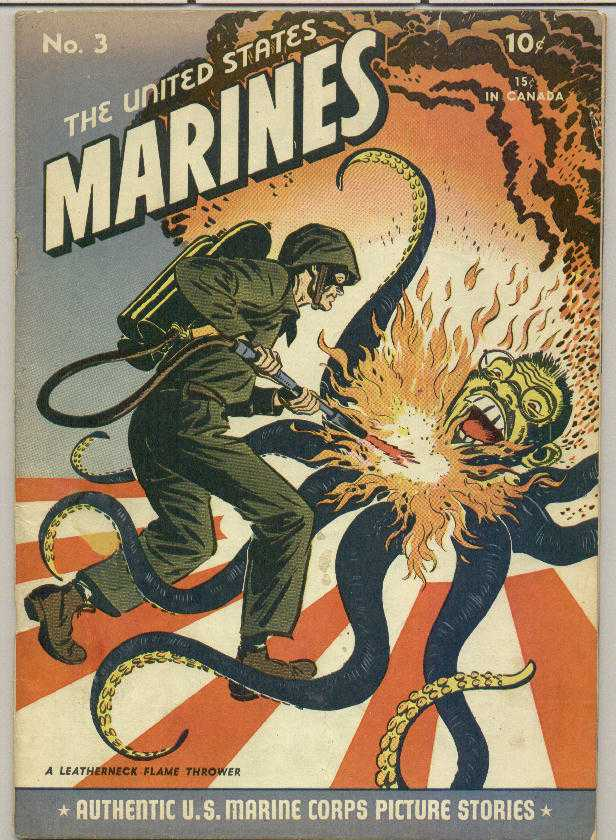 No. 3
10¢
15¢
IN CANADA
THE UNITED STATES
MARINES
A LEATHERNECK FLAME THROWER
★ AUTHENTIC U.S. MARINE CORPS PICTURE STORIES ★